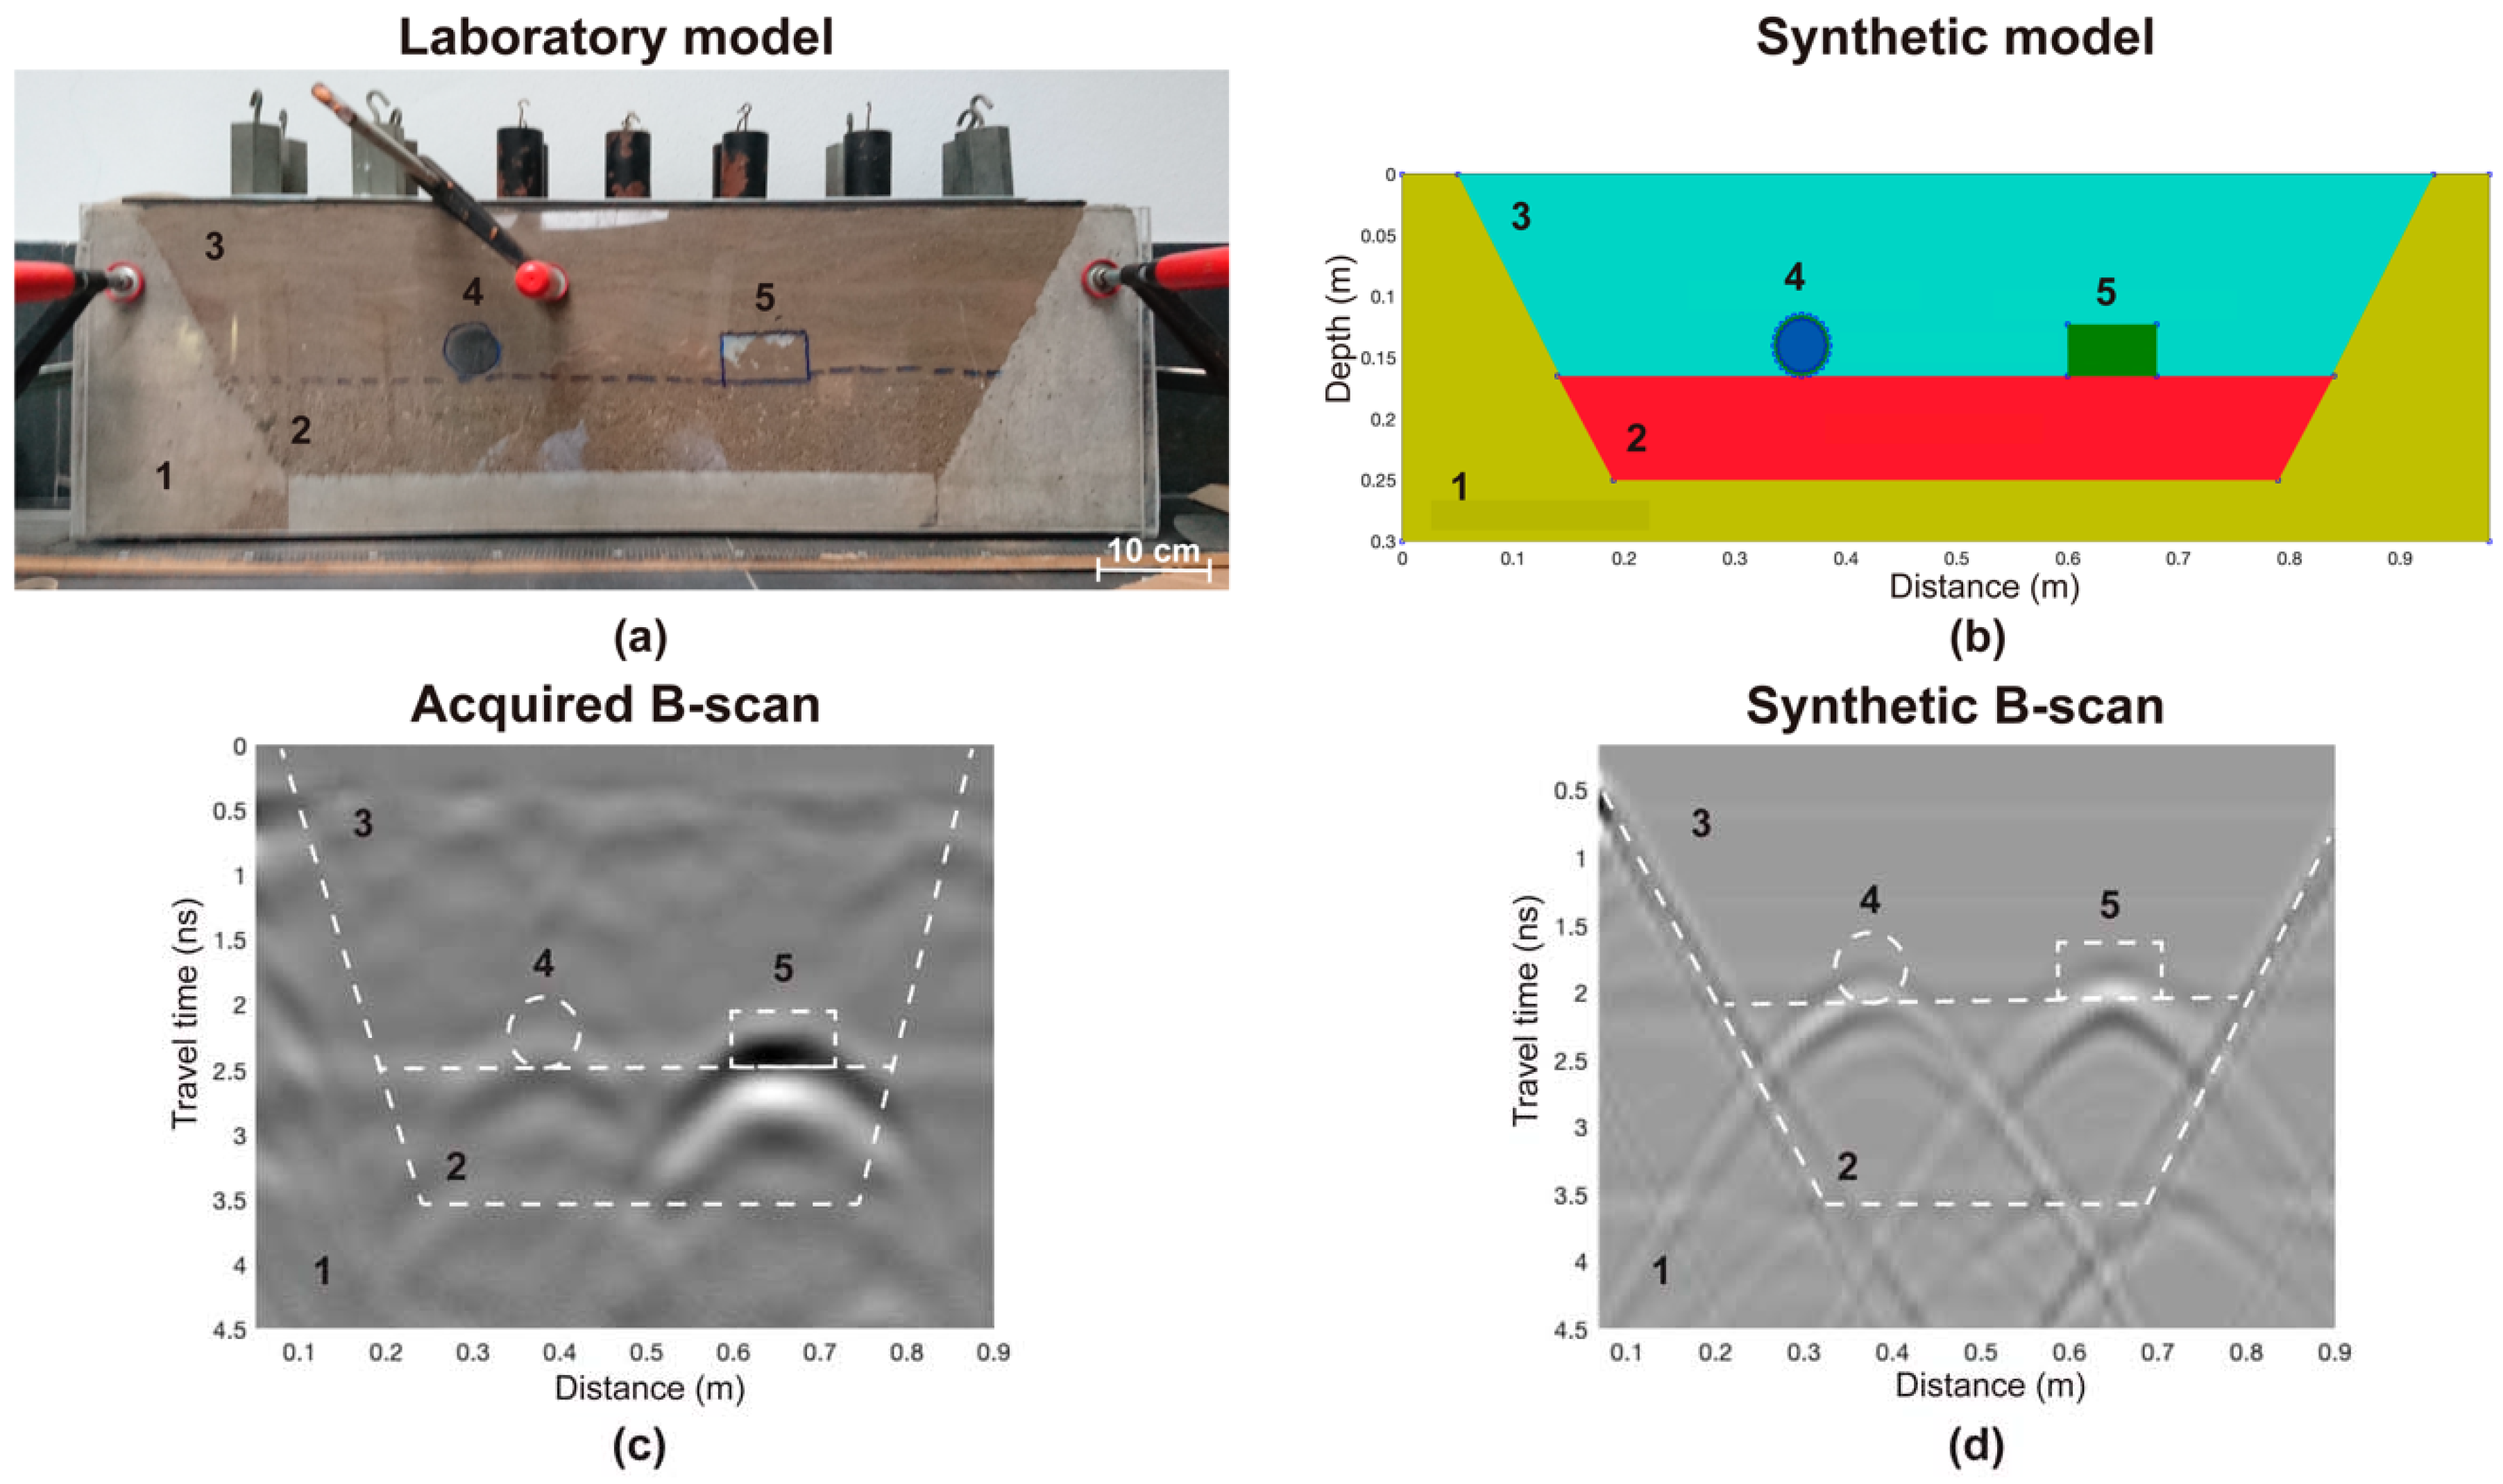 Laboratory model
3
4
5
2
1
10 cm
(a)
Synthetic model
0
0.05
0.1
0.15
0.2
0.25
0.3
Depth (m)
3
4
5
2
1
0 0.1 0.2 0.3 0.4 0.5 0.6 0.7 0.8 0.9
Distance (m)
(b)
Acquired B-scan
0
0.5
1
1.5
2
2.5
3
3.5
4
4.5
Travel time (ns)
3
4
5
2
1
0.1 0.2 0.3 0.4 0.5 0.6 0.7 0.8 0.9
Distance (m)
(c)
Synthetic B-scan
0.5
1
1.5
2
2.5
3
3.5
4
4.5
Travel time (ns)
3
4
5
2
1
0.1 0.2 0.3 0.4 0.5 0.6 0.7 0.8 0.9
Distance (m)
(d)